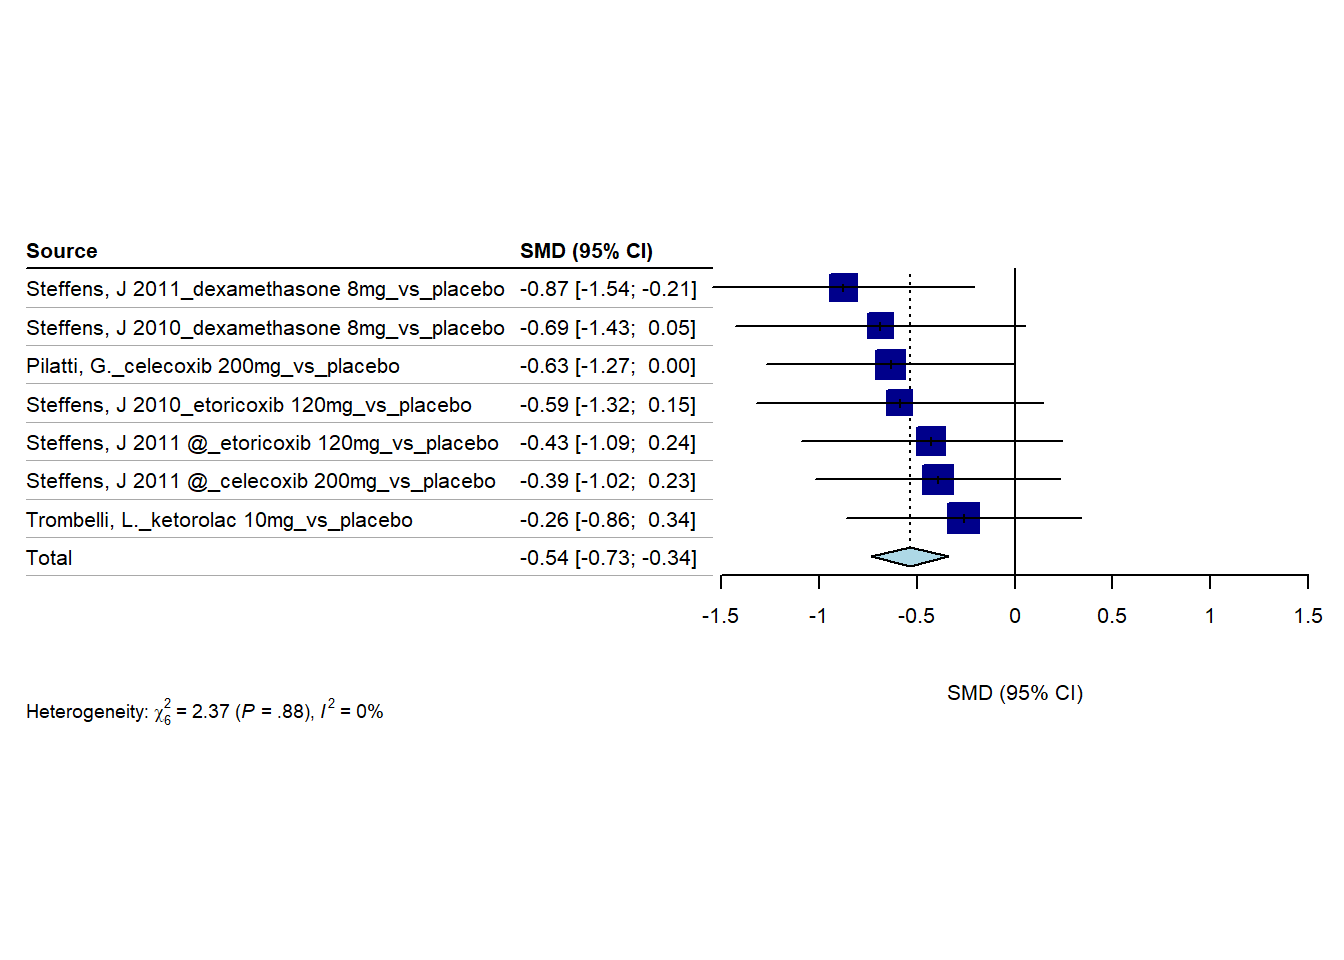 Source SMD (95% CI)
Steffens, J 2011_dexamethasone 8mg_vs_placebo -0.87 [-1.54; -0.21]
Steffens, J 2010_dexamethasone 8mg_vs_placebo -0.69 [-1.43; 0.05]
Pilatti, G._celecoxib 200mg_vs_placebo -0.63 [-1.27; 0.00]
Steffens, J 2010_etoricoxib 120mg_vs_placebo -0.59 [-1.32; 0.15]
Steffens, J 2011 @_etoricoxib 120mg_vs_placebo -0.43 [-1.09; 0.24]
Steffens, J 2011 @_celecoxib 200mg_vs_placebo -0.39 [-1.02; 0.23]
Trombelli, L._ketorolac 10mg_vs_placebo -0.26 [-0.86; 0.34]
Total -0.54 [-0.73; -0.34]
-1.5 -1 -0.5 0 0.5 1 1.5
SMD (95% CI)
Heterogeneity: χ²₆ = 2.37 (P = .88), I² = 0%